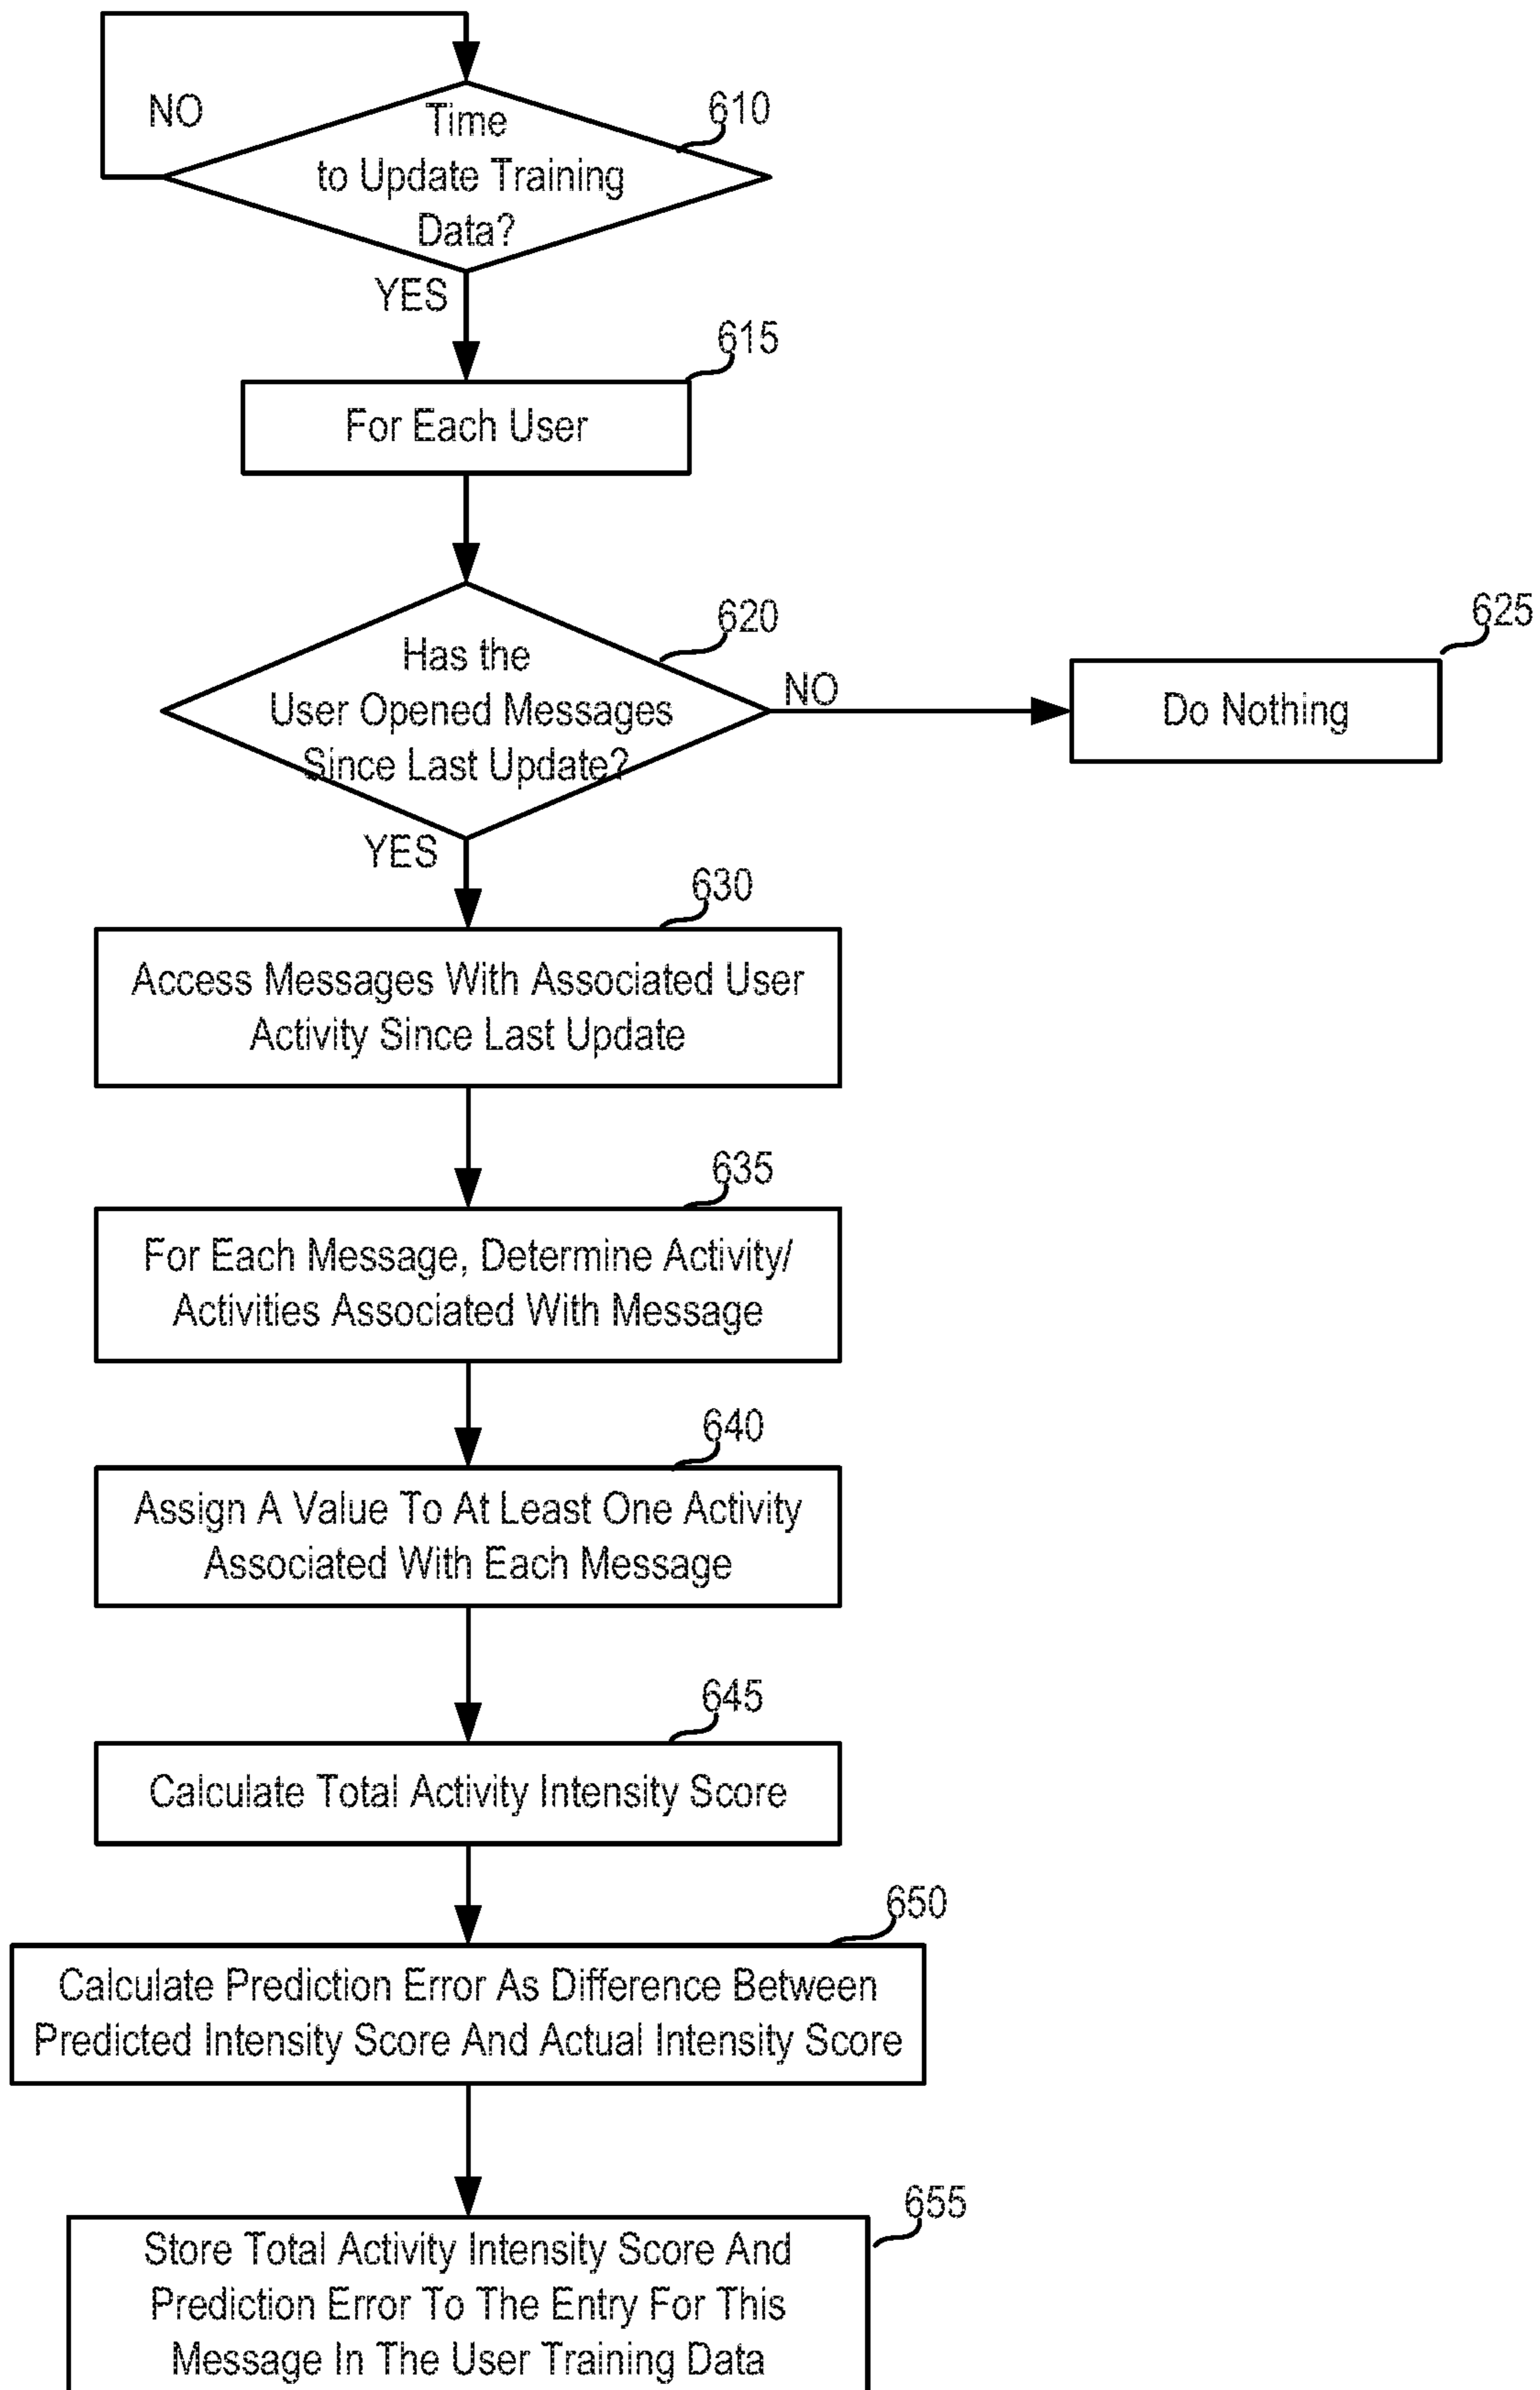 NO
610
Time
to Update Training
Data?
YES
615
For Each User
620
Has the
User Opened Messages
Since Last Update?
NO
625
Do Nothing
YES
630
Access Messages With Associated User
Activity Since Last Update
635
For Each Message, Determine Activity/
Activities Associated With Message
640
Assign A Value To At Least One Activity
Associated With Each Message
645
Calculate Total Activity Intensity Score
650
Calculate Prediction Error As Difference Between
Predicted Intensity Score And Actual Intensity Score
655
Store Total Activity Intensity Score And
Prediction Error To The Entry For This
Message In The User Training Data